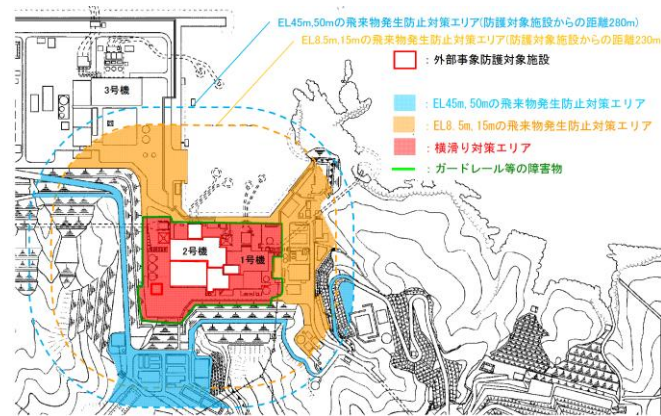 EL45m,50mの飛来物発生防止対策エリア(防護対象施設からの距離280m)
EL8.5m,15mの飛来物発生防止対策エリア(防護対象施設からの距離230m
：外部事象防護対象施設
3号機
：EL45m,50mの飛来物発生防止対策エリア
：EL8.5m,15mの飛来物発生防止対策エリア
：横滑り対策エリア
：ガードレール等の障害物
2号機
1号機